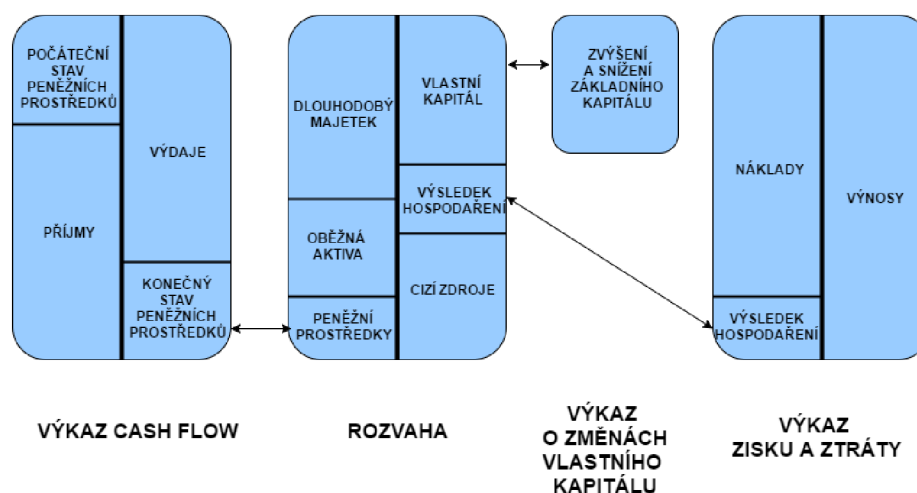 POČÁTEČNÍ
STAV
PENĚŽNÍCH
PROSTŘEDKŮ
PŘÍJMY
VÝDAJE
KONEČNÝ
STAV
PENĚŽNÍCH
PROSTŘEDKŮ
DLOUHODOBÝ
MAJETEK
OBĚŽNÁ
AKTIVA
PENĚŽNÍ
PROSTŘEDKY
VLASTNÍ
KAPITÁL
VÝSLEDEK
HOSPODAŘENÍ
CIZÍ ZDROJE
ZVÝŠENÍ
A SNÍŽENÍ
ZÁKLADNÍHO
KAPITÁLU
NÁKLADY
VÝSLEDEK
HOSPODAŘENÍ
VÝNOSY
VÝKAZ CASH FLOW
ROZVAHA
VÝKAZ
O ZMĚNÁCH
VLASTNÍHO
KAPITÁLU
VÝKAZ
ZISKU A ZTRÁTY